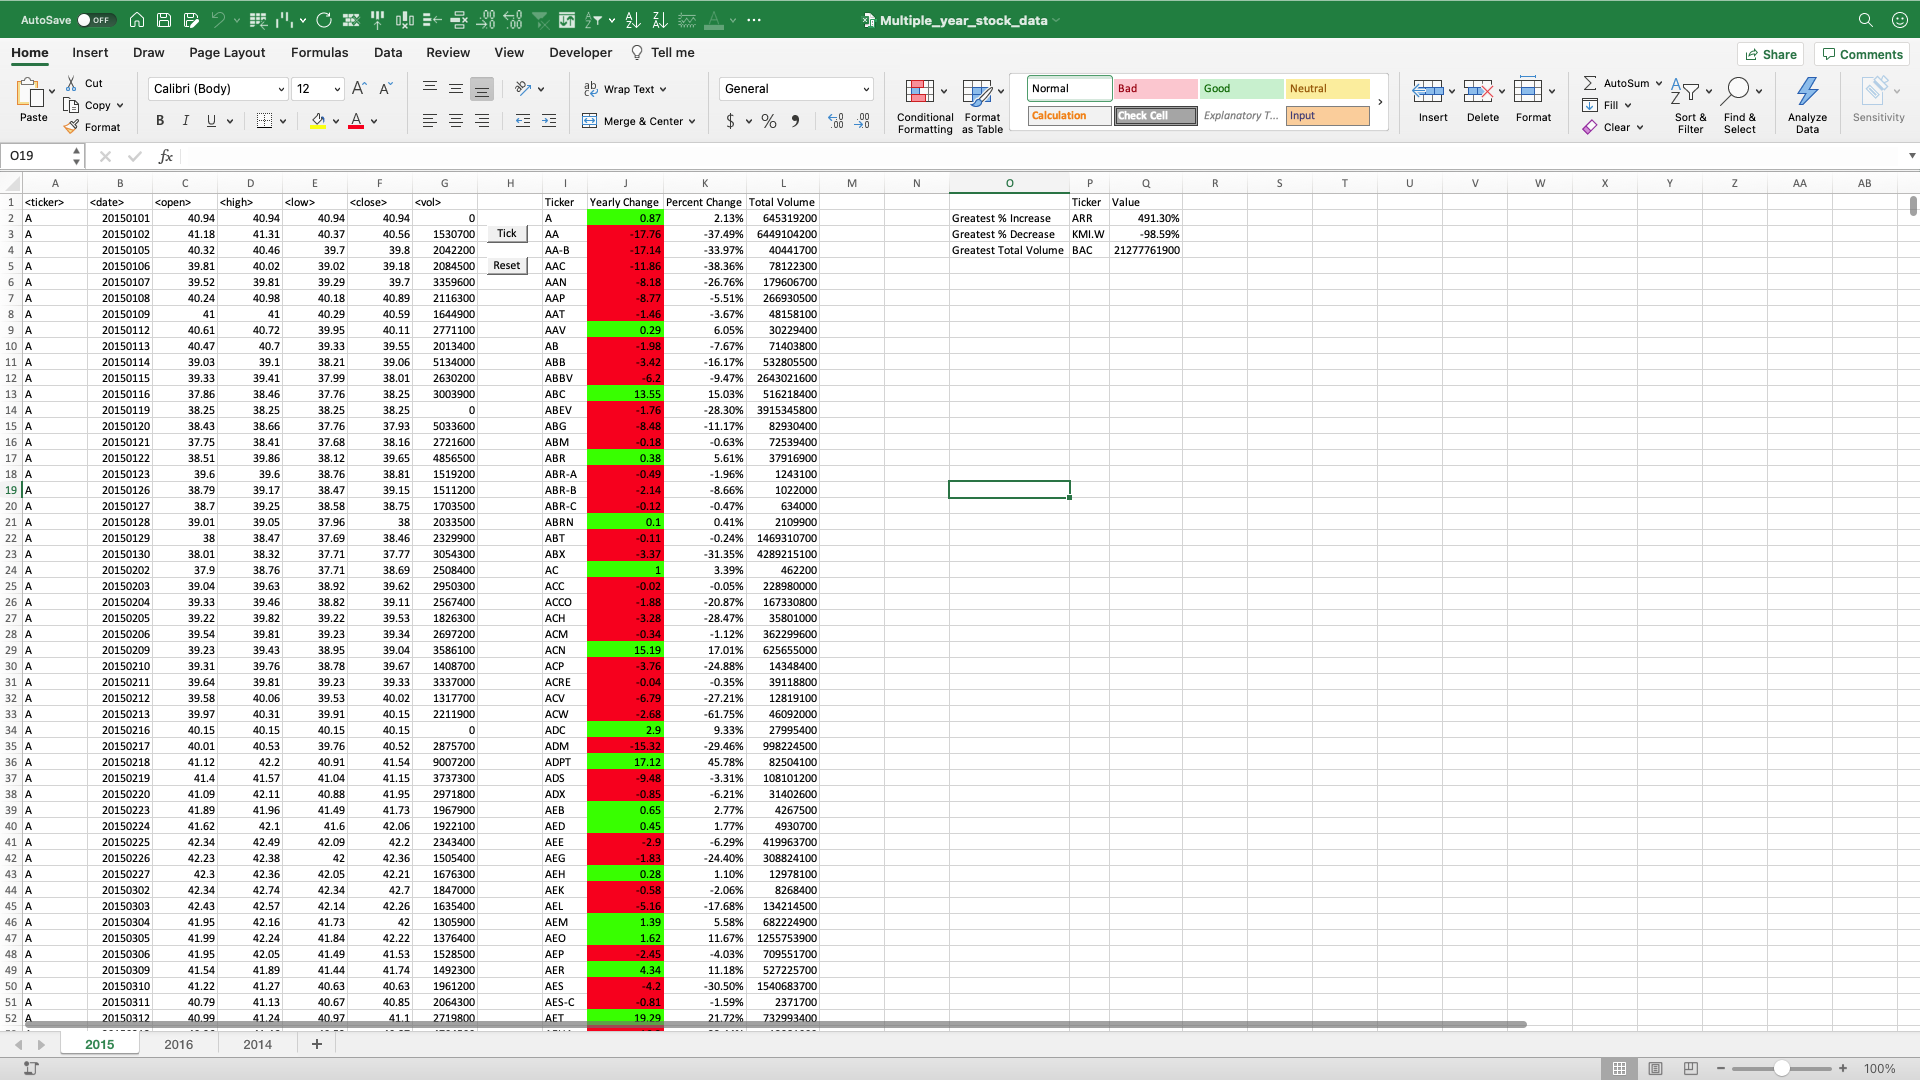 AutoSave OFF Multiple_year_stock_data
Home Insert Draw Page Layout Formulas Data Review View Developer Tell me Share Comments
Paste Cut Copy Format Calibri (Body) 12 Wrap Text Merge & Center General Conditional Formatting Format as Table Normal Bad Good Neutral Calculation Check Cell Explanatory T... Input Insert Delete Format AutoSum Fill Clear Sort & Filter Find & Select Analyze Data Sensitivity
O19 fx
A B C D E F G H I J K L M N O P Q R S T U V W X Y Z AA AB
1 <ticker> <date> <open> <high> <low> <close> <vol> Ticker Yearly Change Percent Change Total Volume Ticker Value
2 A 20150101 40.94 40.94 40.94 40.94 0 A 0.87 2.13% 645319200 Greatest % Increase ARR 491.30%
3 A 20150102 41.18 41.31 40.37 40.56 1530700 Tick AA -17.76 -37.49% 6449104200 Greatest % Decrease KMI.W -98.59%
4 A 20150105 40.32 40.46 39.7 39.8 2042200 AA-B -17.14 -33.97% 40441700 Greatest Total Volume BAC 21277761900
5 A 20150106 39.81 40.02 39.02 39.18 2084500 Reset AAC -11.86 -38.36% 78122300
6 A 20150107 39.52 39.81 39.29 39.7 3359600 AAN -8.18 -26.76% 179606700
7 A 20150108 40.24 40.98 40.18 40.89 2116300 AAP -8.77 -5.51% 266930500
8 A 20150109 41 41 40.29 40.59 1644900 AAT -1.46 -3.67% 48158100
9 A 20150112 40.61 40.72 39.95 40.11 2771100 AAV 0.29 6.05% 30229400
10 A 20150113 40.47 40.7 39.33 39.55 2013400 AB -1.98 -7.67% 71403800
11 A 20150114 39.03 39.1 38.21 39.06 5134000 ABB -3.42 -16.17% 532805500
12 A 20150115 39.33 39.41 37.99 38.01 2630200 ABBV -6.2 -9.47% 2643021600
13 A 20150116 37.86 38.46 37.76 38.25 3003900 ABC 13.55 15.03% 516218400
14 A 20150119 38.25 38.25 38.25 38.25 0 ABEV -1.76 -28.30% 3915345800
15 A 20150120 38.43 38.66 37.76 37.93 5033600 ABG -8.48 -11.17% 82930400
16 A 20150121 37.75 38.41 37.68 38.16 2721600 ABM -0.18 -0.63% 72539400
17 A 20150122 38.51 39.86 38.12 39.65 4856500 ABR 0.38 5.61% 37916900
18 A 20150123 39.6 39.6 38.76 38.81 1519200 ABR-A -0.49 -1.96% 1243100
19 A 20150126 38.79 39.17 38.47 39.15 1511200 ABR-B -2.14 -8.66% 1022000
20 A 20150127 38.7 39.25 38.58 38.75 1703500 ABR-C -0.12 -0.47% 634000
21 A 20150128 39.01 39.05 37.96 38 2033500 ABRN 0.1 0.41% 2109900
22 A 20150129 38 38.47 37.69 38.46 2329900 ABT -0.11 -0.24% 1469310700
23 A 20150130 38.01 38.32 37.71 37.77 3054300 ABX -3.37 -31.35% 4289215100
24 A 20150202 37.9 38.76 37.71 38.69 2508400 AC 1 3.39% 462200
25 A 20150203 39.04 39.63 38.92 39.62 2950300 ACC -0.02 -0.05% 228980000
26 A 20150204 39.33 39.46 38.82 39.11 2567400 ACCO -1.88 -20.87% 167330800
27 A 20150205 39.22 39.82 39.22 39.53 1826300 ACH -3.28 -28.47% 35801000
28 A 20150206 39.54 39.81 39.23 39.34 2697200 ACM -0.34 -1.12% 362299600
29 A 20150209 39.23 39.43 38.95 39.04 3586100 ACN 15.19 17.01% 625655000
30 A 20150210 39.31 39.76 38.78 39.67 1408700 ACP -3.76 -24.88% 14348400
31 A 20150211 39.64 39.81 39.23 39.33 3337000 ACRE -0.04 -0.35% 39118800
32 A 20150212 39.58 40.06 39.53 40.02 1317700 ACV -6.79 -27.21% 12819100
33 A 20150213 39.97 40.31 39.91 40.15 2211900 ACW -2.68 -61.75% 46092000
34 A 20150216 40.15 40.15 40.15 40.15 0 ADC 2.9 9.33% 27995400
35 A 20150217 40.01 40.53 39.76 40.52 2875700 ADM -15.32 -29.46% 998224500
36 A 20150218 41.12 42.2 40.91 41.54 9007200 ADPT 17.12 45.78% 82504100
37 A 20150219 41.4 41.57 41.04 41.15 3737300 ADS -9.48 -3.31% 108101200
38 A 20150220 41.09 42.11 40.88 41.95 2971800 ADX -0.85 -6.21% 31402600
39 A 20150223 41.89 41.96 41.49 41.73 1967900 AEB 0.65 2.77% 4267500
40 A 20150224 41.62 42.1 41.6 42.06 1922100 AED 0.45 1.77% 4930700
41 A 20150225 42.34 42.49 42.09 42.2 2343400 AEE -2.9 -6.29% 419963700
42 A 20150226 42.23 42.38 42 42.36 1505400 AEG -1.83 -24.40% 308824100
43 A 20150227 42.3 42.36 42.05 42.21 1676300 AEH 0.28 1.10% 12978100
44 A 20150302 42.34 42.74 42.34 42.7 1847000 AEK -0.58 -2.06% 8268400
45 A 20150303 42.43 42.57 42.14 42.26 1635400 AEL -5.16 -17.68% 134214500
46 A 20150304 41.95 42.16 41.73 42 1305900 AEM 1.39 5.58% 682224900
47 A 20150305 41.99 42.24 41.84 42.22 1376400 AEO 1.62 11.67% 1255753900
48 A 20150306 41.95 42.05 41.49 41.53 1528500 AEP -2.45 -4.03% 709551700
49 A 20150309 41.54 41.89 41.44 41.74 1492300 AER 4.34 11.18% 527225700
50 A 20150310 41.22 41.27 40.63 40.63 1961200 AES -4.2 -30.50% 1540683700
51 A 20150311 40.79 41.13 40.67 40.85 2064300 AES-C -0.81 -1.59% 2371700
52 A 20150312 40.99 41.24 40.97 41.1 2719800 AET 19.29 21.72% 732993400
2015 2016 2014
100%